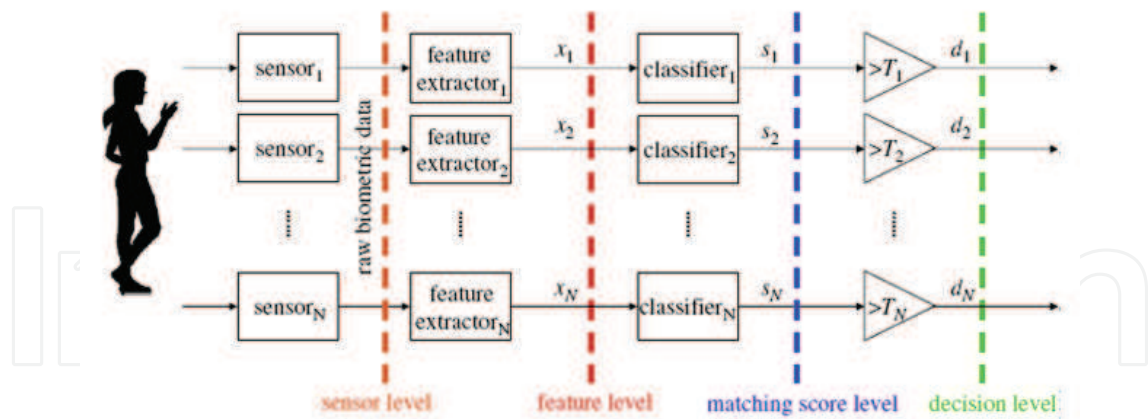 sensor1
feature
extractor1
x1
classifier1
s1
>T1
d1
sensor2
feature
extractor2
x2
classifier2
s2
>T2
d2
raw biometric data
sensorN
feature
extractorN
xN
classifierN
sN
>TN
dN
sensor level
feature level
matching score level
decision level